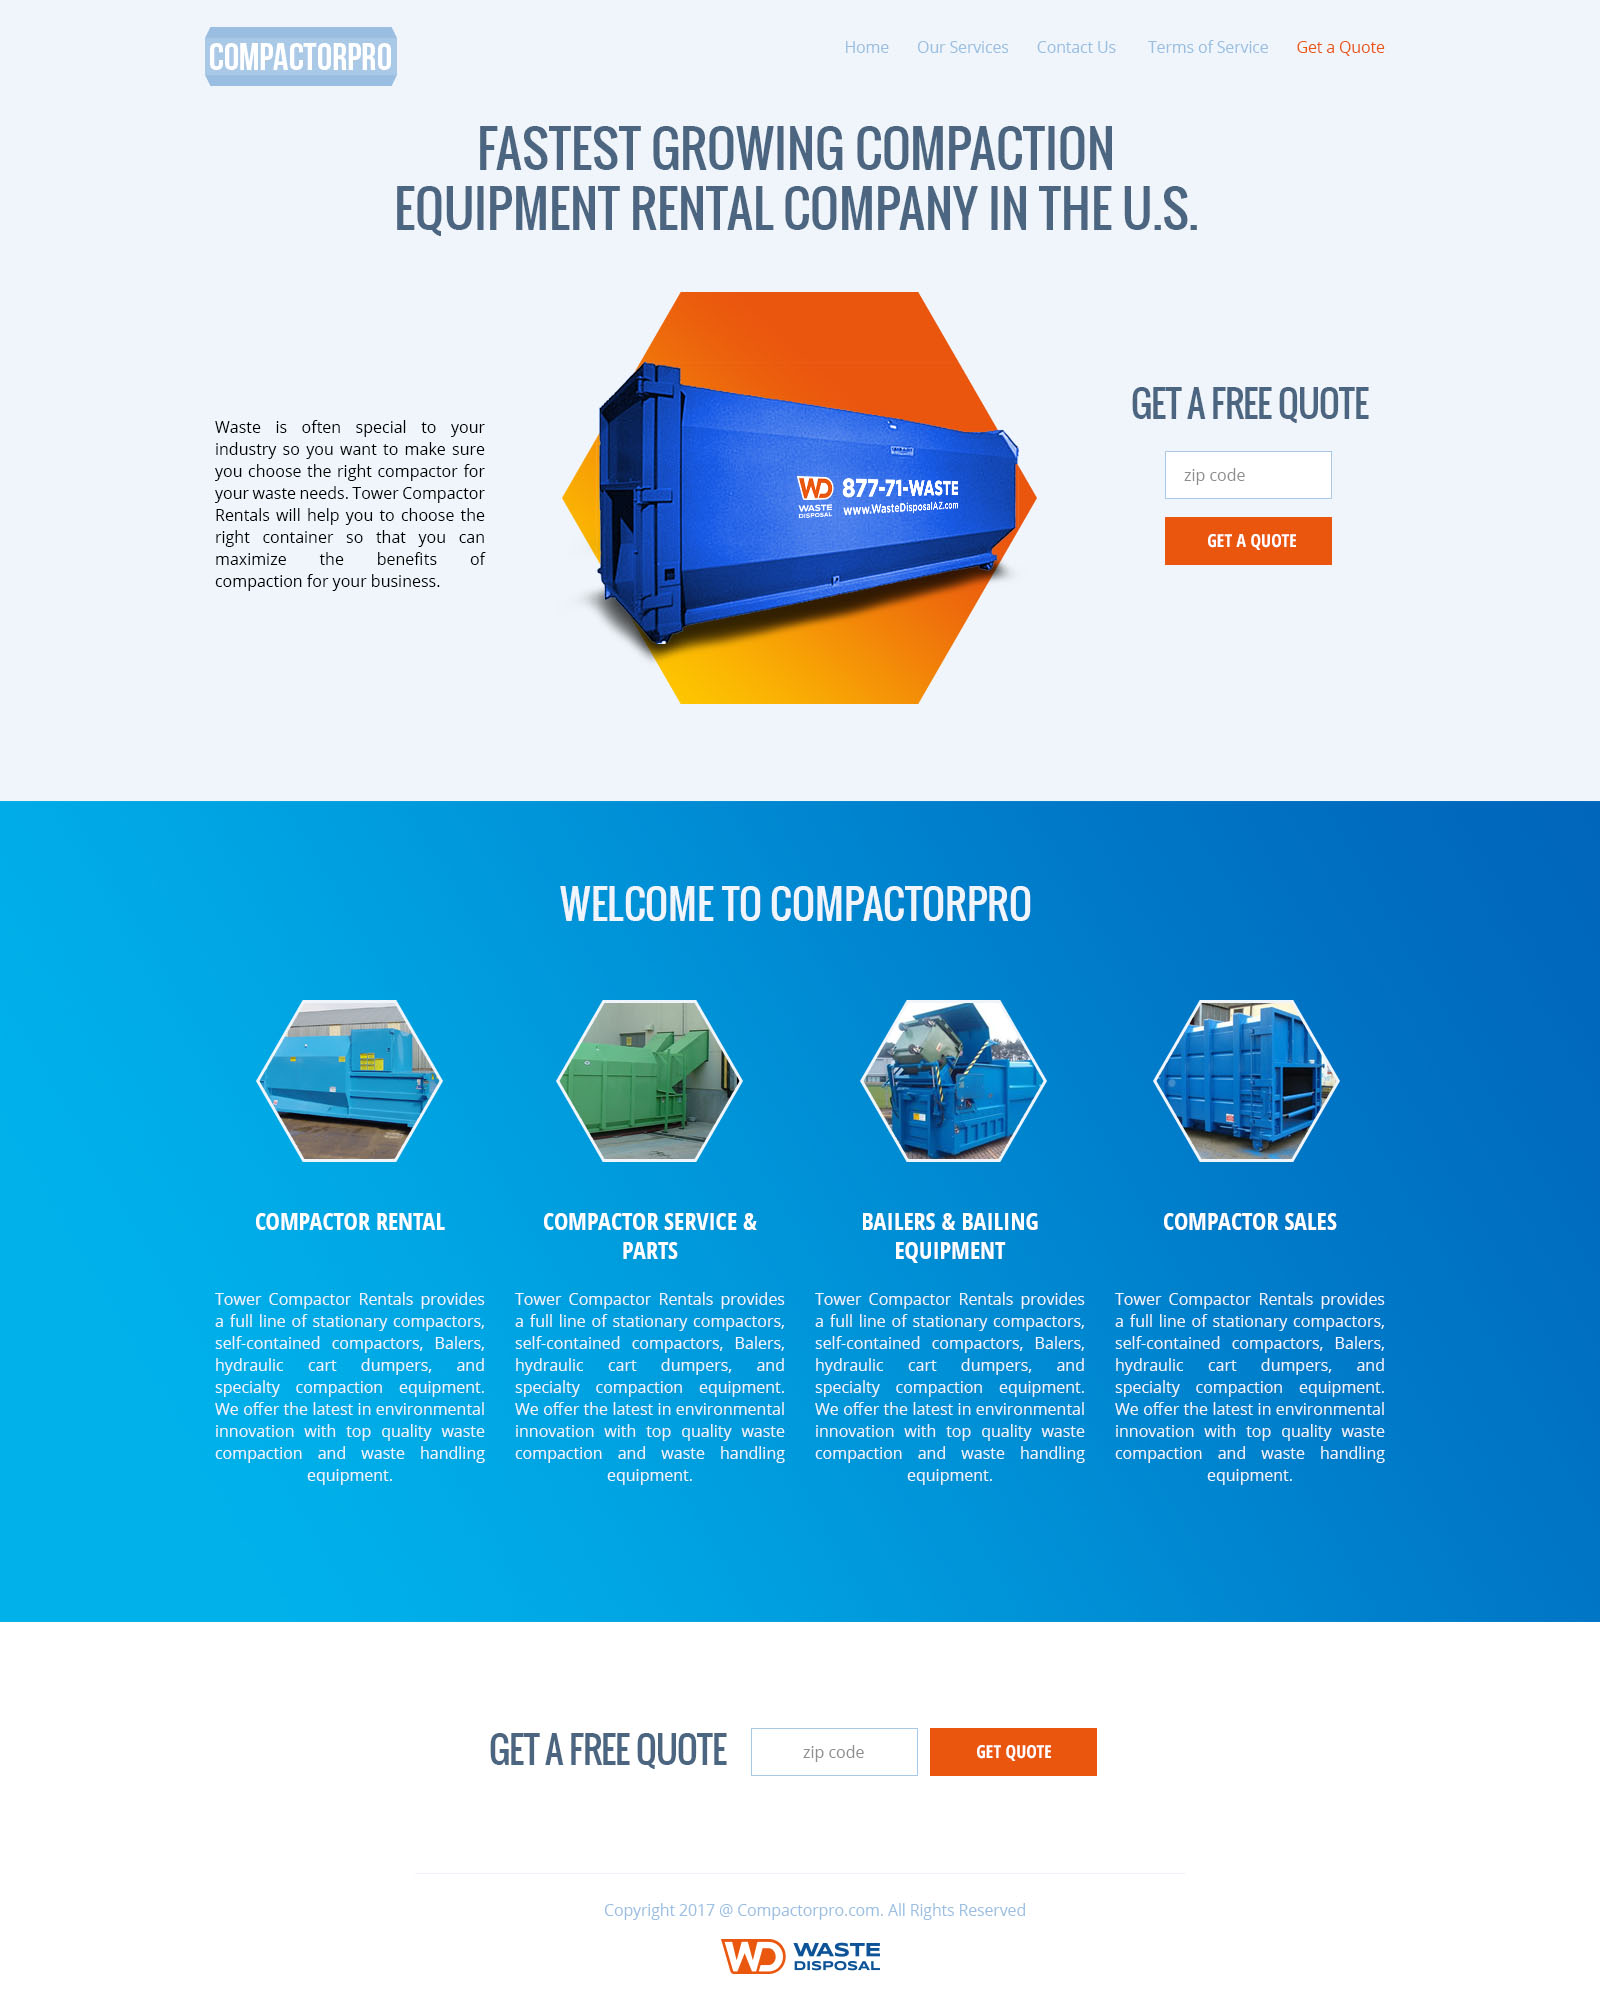 COMPACTORPRO
Home Our Services Contact Us Terms of Service Get a Quote
FASTEST GROWING COMPACTION
EQUIPMENT RENTAL COMPANY IN THE U.S.
Waste is often special to your
industry so you want to make sure
you choose the right compactor for
your waste needs. Tower Compactor
Rentals will help you to choose the
right container so that you can
maximize the benefits of
compaction for your business.
WD 877-71-WASTE
WASTE
DISPOSAL
www.WasteDisposalAZ.com
GET A FREE QUOTE
zip code
GET A QUOTE
WELCOME TO COMPACTORPRO
COMPACTOR RENTAL
Tower Compactor Rentals provides
a full line of stationary compactors,
self-contained compactors, Balers,
hydraulic cart dumpers, and
specialty compaction equipment.
We offer the latest in environmental
innovation with top quality waste
compaction and waste handling
equipment.
COMPACTOR SERVICE &
PARTS
Tower Compactor Rentals provides
a full line of stationary compactors,
self-contained compactors, Balers,
hydraulic cart dumpers, and
specialty compaction equipment.
We offer the latest in environmental
innovation with top quality waste
compaction and waste handling
equipment.
BAILERS & BAILING
EQUIPMENT
Tower Compactor Rentals provides
a full line of stationary compactors,
self-contained compactors, Balers,
hydraulic cart dumpers, and
specialty compaction equipment.
We offer the latest in environmental
innovation with top quality waste
compaction and waste handling
equipment.
COMPACTOR SALES
Tower Compactor Rentals provides
a full line of stationary compactors,
self-contained compactors, Balers,
hydraulic cart dumpers, and
specialty compaction equipment.
We offer the latest in environmental
innovation with top quality waste
compaction and waste handling
equipment.
GET A FREE QUOTE
zip code
GET QUOTE
Copyright 2017 @ Compactorpro.com. All Rights Reserved
WD WASTE
DISPOSAL